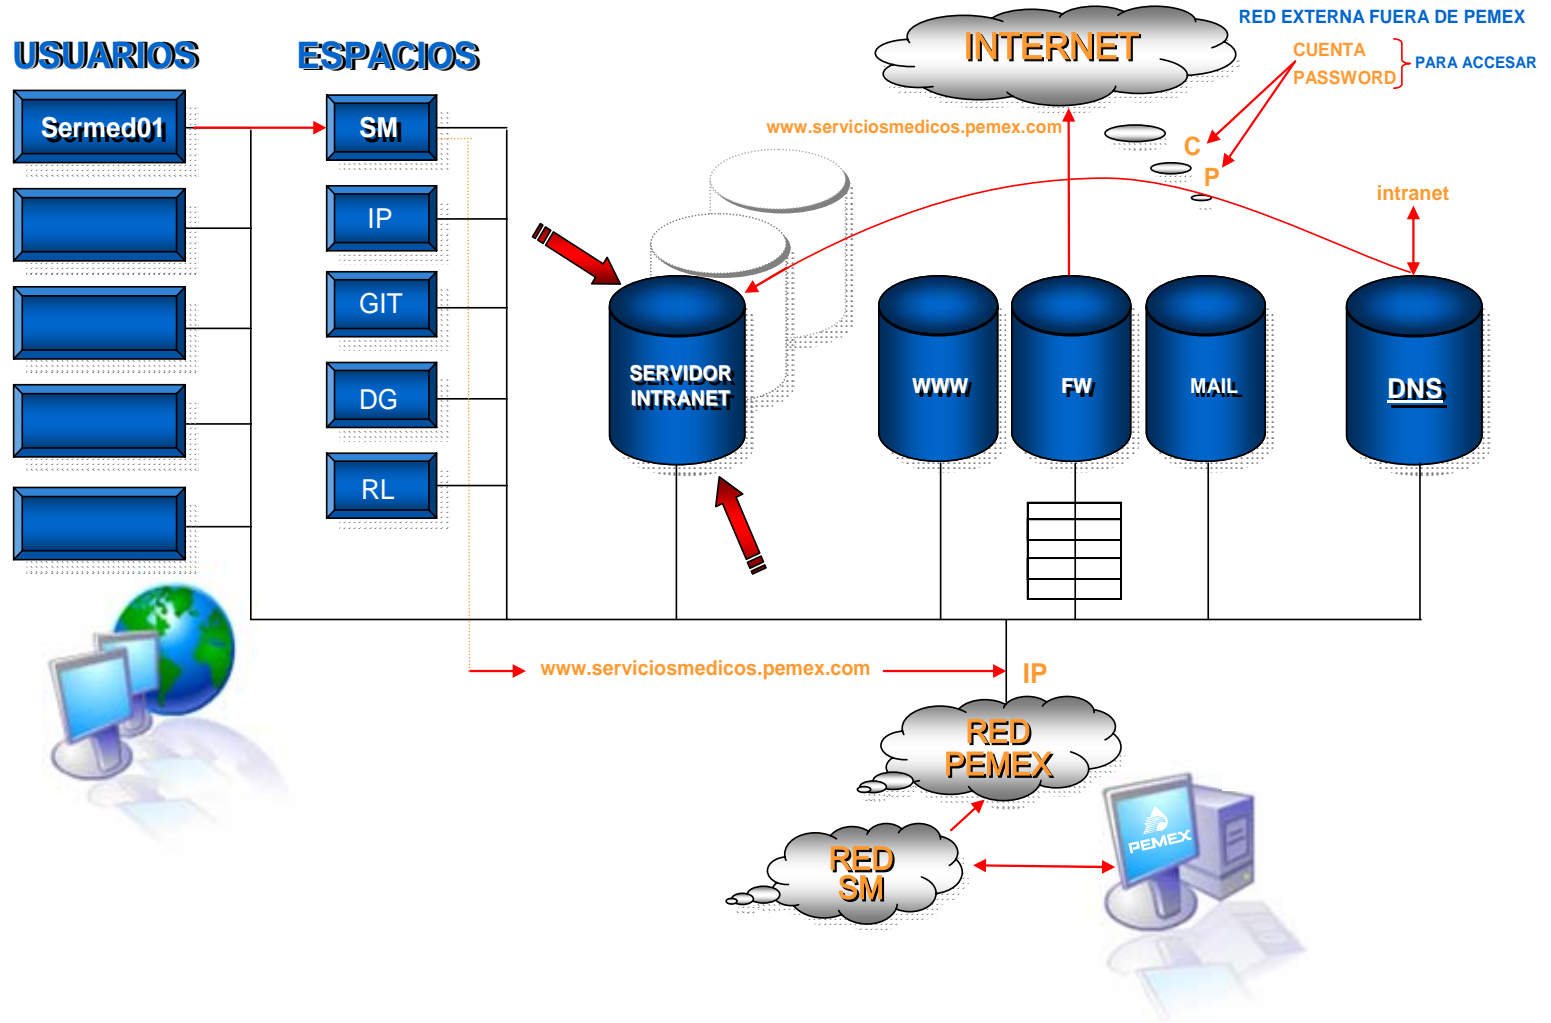 RED EXTERNA FUERA DE PEMEX
USUARIOS
ESPACIOS
INTERNET
CUENTA
PASSWORD
PARA ACCESAR
Sermed01
SM
www.serviciosmedicos.pemex.com
C
P
intranet
IP
GIT
DG
RL
SERVIDOR
INTRANET
WWW
FW
MAIL
DNS
www.serviciosmedicos.pemex.com
IP
RED
PEMEX
PEMEX
RED
SM